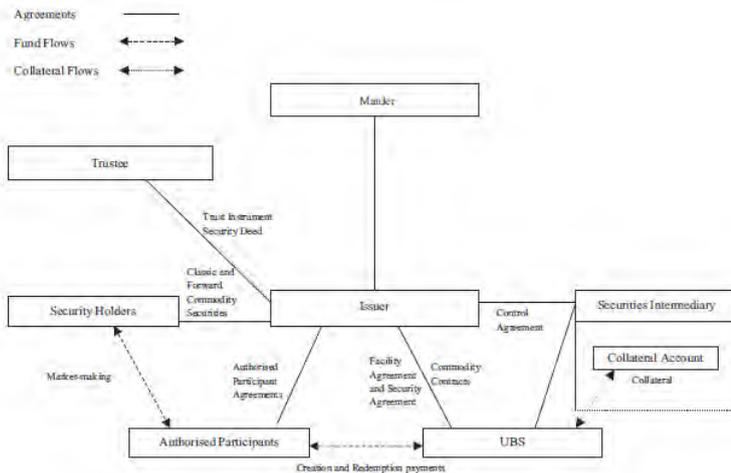 Agreements
Fund Flows
Collateral Flows
Trustee
Trust Instrument
Security Deed
Classic and
Forward
Commodity
Securities
Security Holders
Issuer
Securities Intermediary
Control
Agreement
Collateral Account
Collateral
Market-making
Authorised
Participant
Agreements
Facility
Agreement
and Security
Agreement
Commodity
Contracts
Authorised Participants
UBS
Creation and Redemption payments